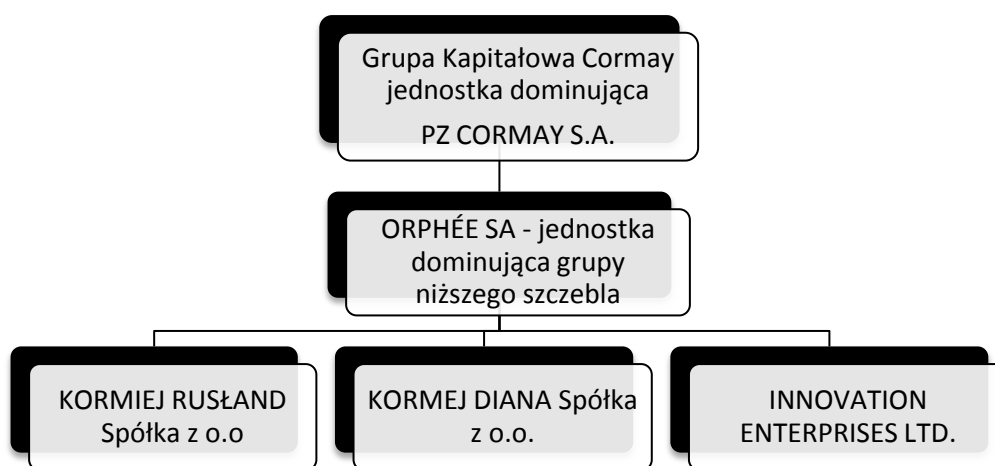 Grupa Kapitałowa Cormay
jednostka dominująca
PZ CORMAY S.A.
ORPHÉE SA - jednostka
dominująca grupy
niższego szczebla
KORMIEJ RUSŁAND
Spółka z o.o
KORMEJ DIANA Spółka
z o.o.
INNOVATION
ENTERPRISES LTD.